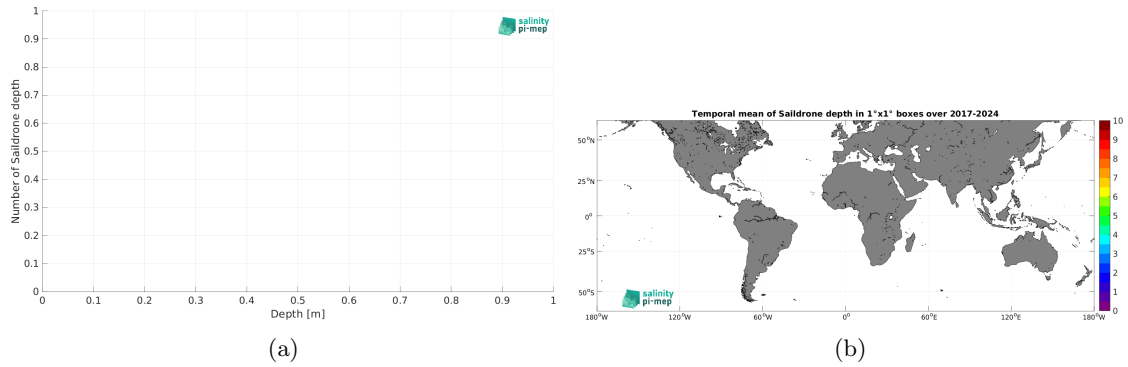 1
0.9
0.8
0.7
0.6
0.5
0.4
0.3
0.2
0.1
0
Number of Saildrone depth
0 0.1 0.2 0.3 0.4 0.5 0.6 0.7 0.8 0.9 1
Depth [m]
salinity
pi-mep
(a)
Temporal mean of Saildrone depth in 1°x1° boxes over 2017-2024
50°N
25°N
0°
25°S
50°S
180°W 120°W 60°W 0° 60°E 120°E 180°W
salinity
pi-mep
10
9
8
7
6
5
4
3
2
1
0
(b)